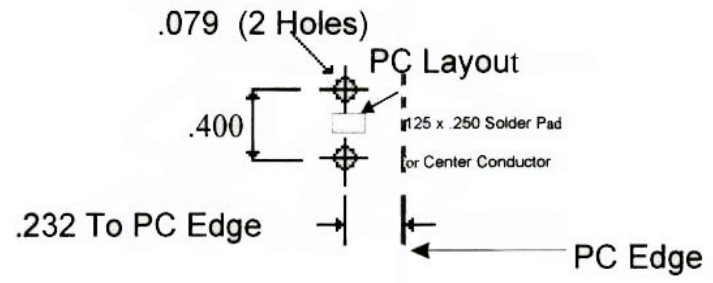 .079 (2 Holes)
PC Layout
.400
125 x .250 Solder Pad
or Center Conductor
.232 To PC Edge
PC Edge